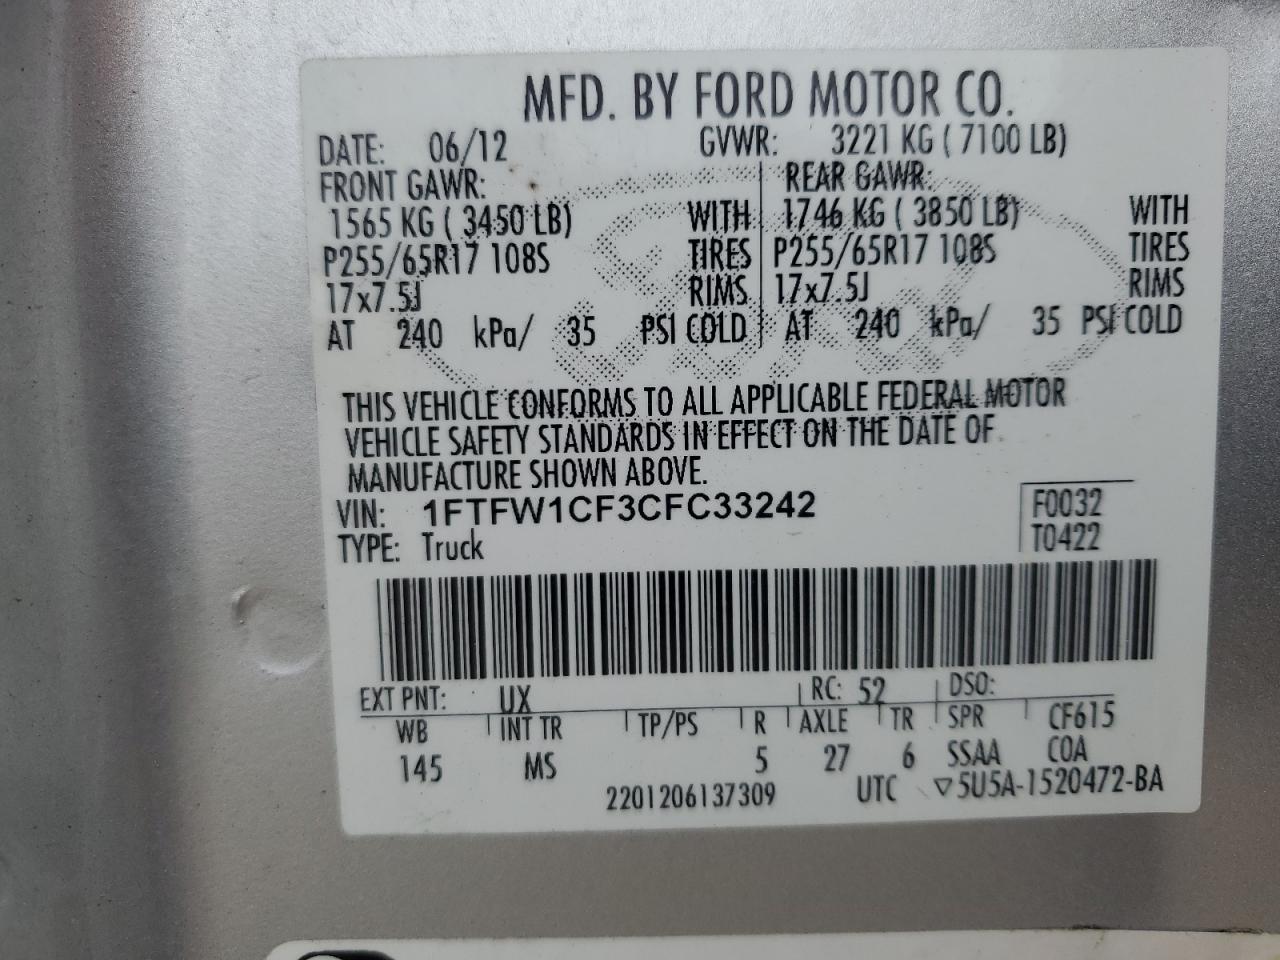 MFD. BY FORD MOTOR CO.
DATE: 06/12 GVWR: 3221 KG ( 7100 LB)
FRONT GAWR: REAR GAWR:
1565 KG ( 3450 LB) WITH 1746 KG ( 3850 LB) WITH
P255/65R17 108S TIRES P255/65R17 108S TIRES
17x7.5J RIMS 17x7.5J RIMS
AT 240 kPa/ 35 PSI COLD AT 240 kPa/ 35 PSI COLD
THIS VEHICLE CONFORMS TO ALL APPLICABLE FEDERAL MOTOR
VEHICLE SAFETY STANDARDS IN EFFECT ON THE DATE OF
MANUFACTURE SHOWN ABOVE.
VIN: 1FTFW1CF3CFC33242 F0032
TYPE: Truck T0422
EXT PNT: UX RC: 52 DSO:
WB INT TR TP/PS R AXLE TR SPR CF615
145 MS 5 27 6 SSAA COA
2201206137309 UTC ▽5U5A-1520472-BA